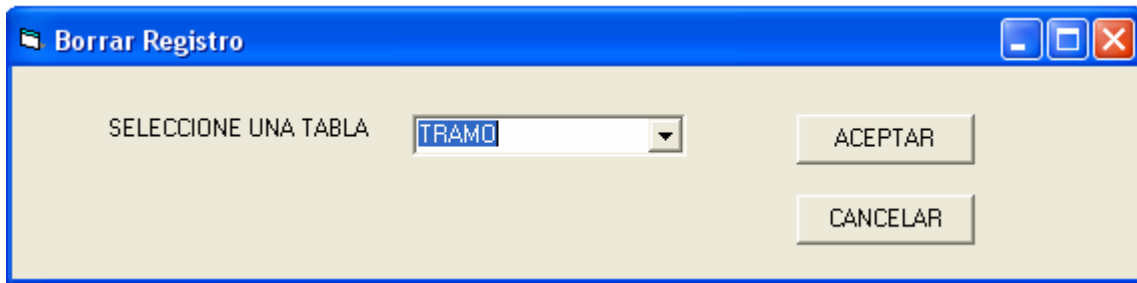 Borrar Registro
SELECCIONE UNA TABLA TRAMO ACEPTAR
CANCELAR